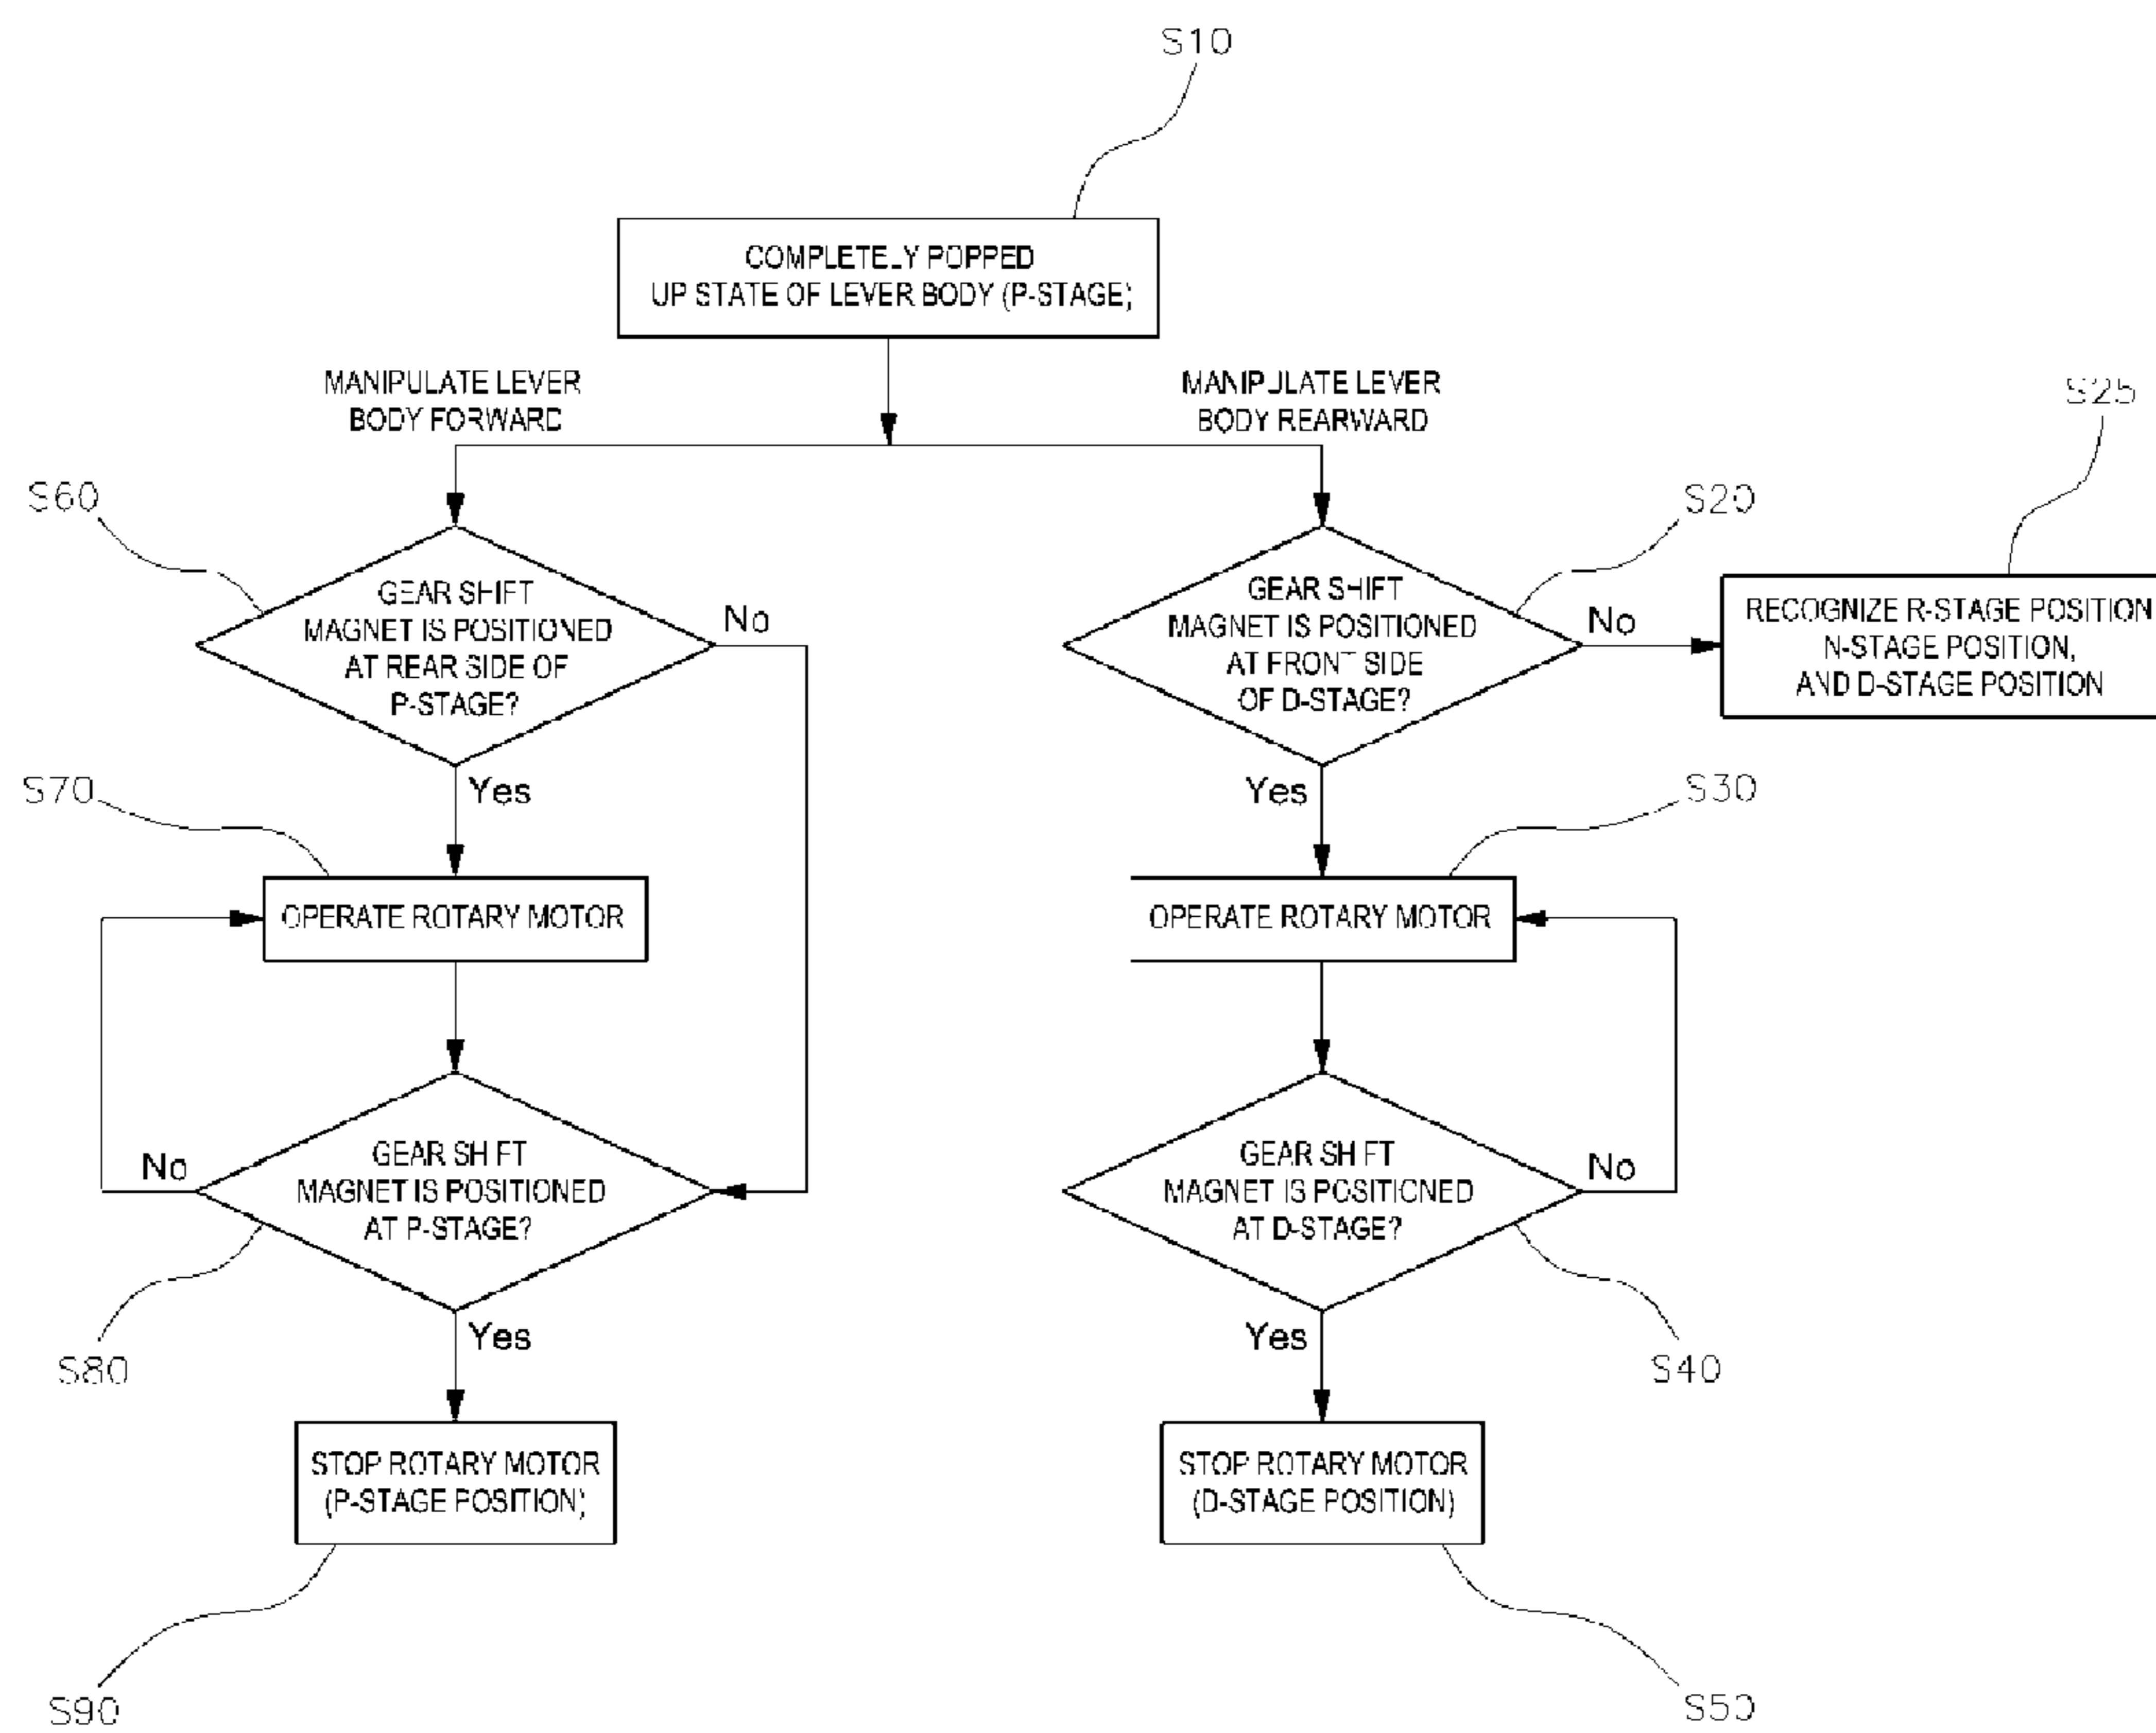 S10
COMPLETELY POPPED
UP STATE OF LEVER BODY (P-STAGE)
MANIPULATE LEVER
BODY FORWARD
MANIPULATE LEVER
BODY REARWARD
S25
S60
S20
GEAR SHIFT
MAGNET IS POSITIONED
AT REAR SIDE OF
P-STAGE?
No
GEAR SHIFT
MAGNET IS POSITIONED
AT FRONT SIDE
OF D-STAGE?
No
RECOGNIZE R-STAGE POSITION
N-STAGE POSITION,
AND D-STAGE POSITION
S70
Yes
Yes
S30
OPERATE ROTARY MOTOR
OPERATE ROTARY MOTOR
No
GEAR SHIFT
MAGNET IS POSITIONED
AT P-STAGE?
GEAR SHIFT
MAGNET IS POSITIONED
AT D-STAGE?
No
S80
Yes
Yes
S40
STOP ROTARY MOTOR
(P-STAGE POSITION)
STOP ROTARY MOTOR
(D-STAGE POSITION)
S90
S50